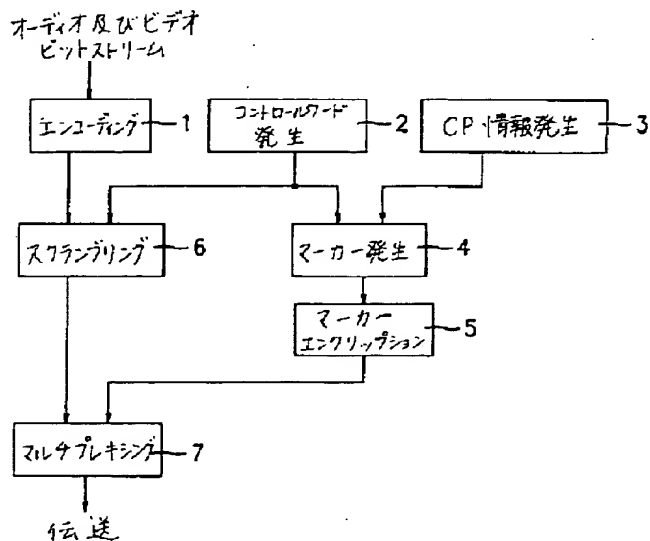 オーディオ及びビデオ
ビットストリーム
エンコーディング
1
コントロールワード
発生
2
CP情報発生
3
スクランブリング
6
マーカー発生
4
マーカー
エンクリップション
5
マルチプレキシング
7
伝送